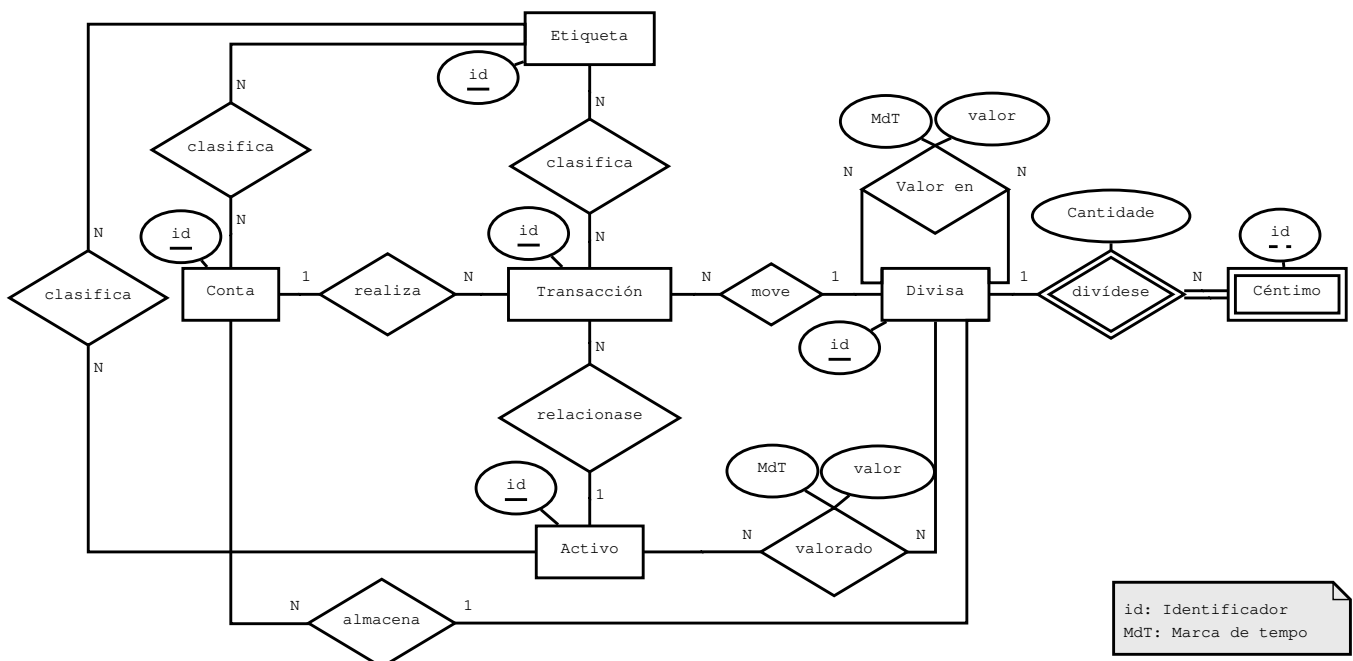 Etiqueta
id
N
N
clasifica
MdT
valor
clasifica
N
Valor en
N
Cantidade
id
N
N
id
id
N
N
clasifica
Conta
1
realiza
N
Transacción
N
move
1
Divisa
1
divídese
N
Céntimo
id
N
N
relacionase
MdT
valor
id
1
Activo
N
valorado
N
N
almacena
1
id: Identificador
MdT: Marca de tempo